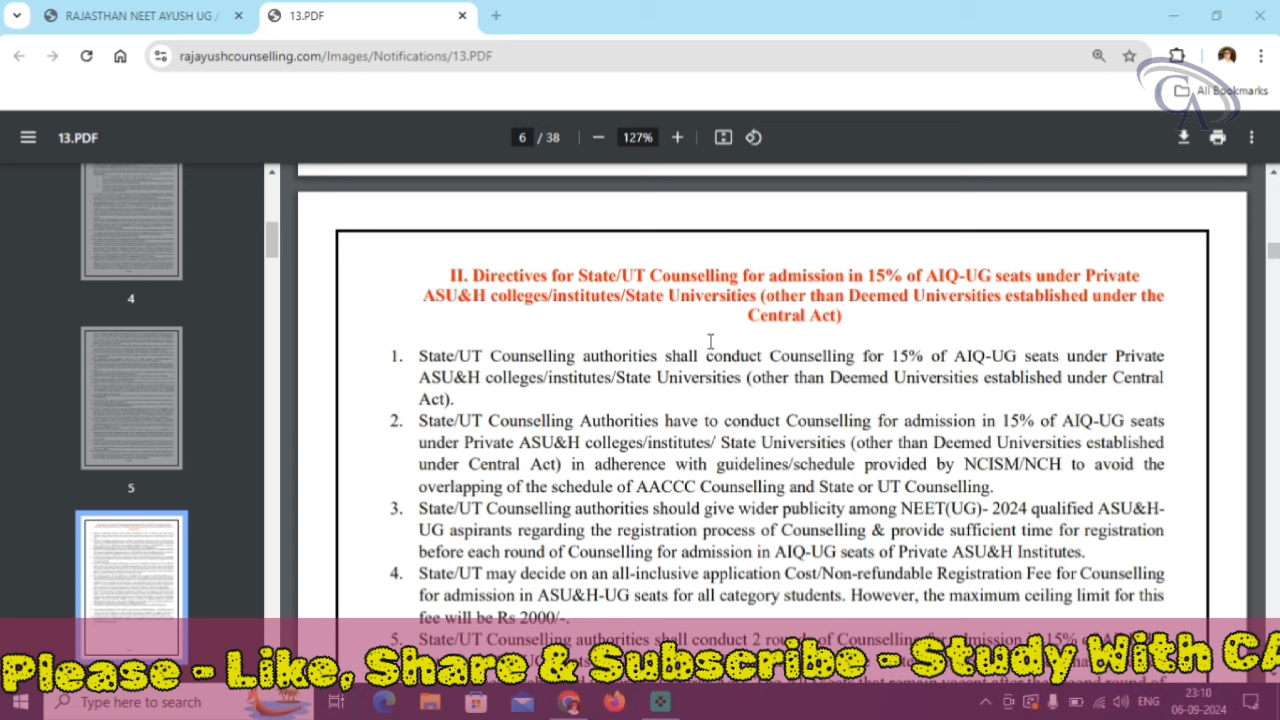 RAJASTHAN NEET AYUSH UG /
13.PDF
rajayushcounselling.com/Images/Notifications/13.PDF
All Bookmarks
CA
13.PDF
6 / 38
127%
4
5
II. Directives for State/UT Counselling for admission in 15% of AIQ-UG seats under Private
ASU&H colleges/institutes/State Universities (other than Deemed Universities established under the
Central Act)
1. State/UT Counselling authorities shall conduct Counselling for 15% of AIQ-UG seats under Private
ASU&H colleges/institutes/State Universities (other than Deemed Universities established under Central
Act).
2. State/UT Counselling Authorities have to conduct Counselling for admission in 15% of AIQ-UG seats
under Private ASU&H colleges/institutes/ State Universities (other than Deemed Universities established
under Central Act) in adherence with guidelines/schedule provided by NCISM/NCH to avoid the
overlapping of the schedule of AACCC Counselling and State or UT Counselling.
3. State/UT Counselling authorities should give wider publicity among NEET(UG)- 2024 qualified ASU&H-
UG aspirants regarding the registration process of Counselling & provide sufficient time for registration
before each round of Counselling for admission in AIQ-UG seats of Private ASU&H Institutes.
4. State/UT may decide on an all-inclusive application Cost/Non-refundable Registration Fee for Counselling
for admission in ASU&H-UG seats for all category students. However, the maximum ceiling limit for this
fee will be Rs 2000/-.
5. State/UT Counselling authorities shall conduct 2 rounds of Counselling for admission in 15%
Please - Like, Share & Subscribe - Study With CA
Type here to search
ENG
23:10
06-09-2024